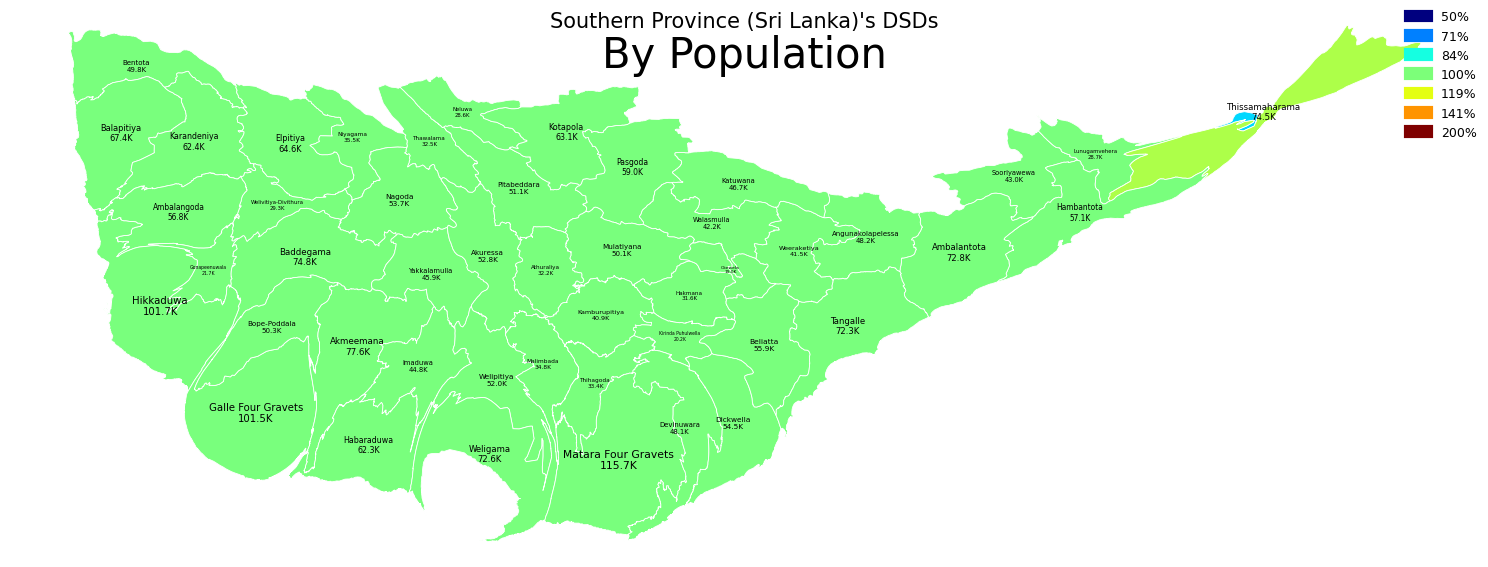 Southern Province (Sri Lanka)'s DSDs
By Population
50%
71%
84%
100%
119%
141%
200%
Bentota
49.8K
Balapitiya
67.4K
Karandeniya
62.4K
Elpitiya
64.6K
Niyagama
35.5K
Thawalama
32.5K
Neluwa
28.6K
Kotapola
63.1K
Pasgoda
59.0K
Thissamaharama
74.5K
Lunugamvehera
28.7K
Sooriyawewa
43.0K
Hambantota
57.1K
Ambalangoda
56.8K
Welivitiya-Divithura
29.3K
Nagoda
53.7K
Pitabeddara
51.1K
Katuwana
46.7K
Walasmulla
42.2K
Angunakolapelessa
48.2K
Weeraketiya
41.5K
Ambalantota
72.8K
Baddegama
74.8K
Gonapeenuwala
21.7K
Yakkalamulla
45.9K
Akuressa
52.8K
Athuraliya
32.2K
Mulatiyana
50.1K
Hakmana
31.6K
Hikkaduwa
101.7K
Bope-Poddala
50.3K
Akmeemana
77.6K
Imaduwa
44.8K
Kamburupitiya
40.9K
Kirinda Puhulwella
20.2K
Beliatta
55.9K
Tangalle
72.3K
Malimbada
34.8K
Welipitiya
52.0K
Thihagoda
33.4K
Galle Four Gravets
101.5K
Habaraduwa
62.3K
Weligama
72.6K
Matara Four Gravets
115.7K
Devinuwara
48.1K
Dickwella
54.5K